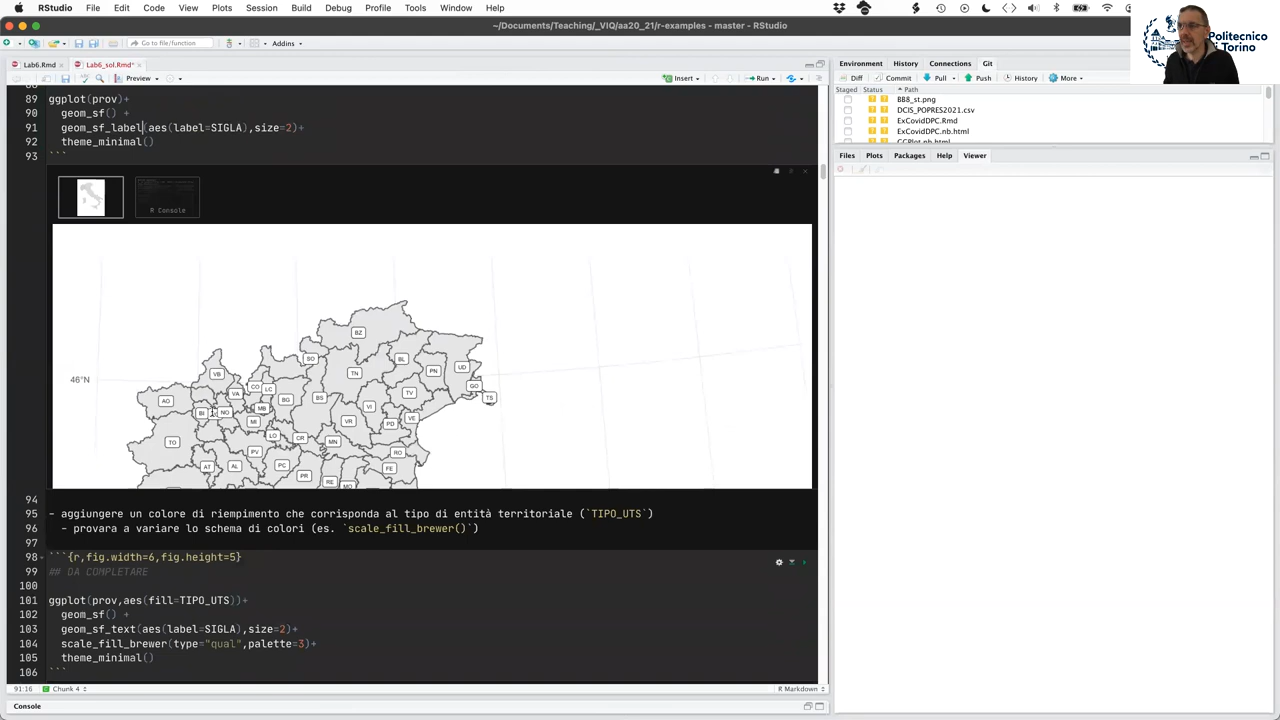 RStudio File Edit Code View Plots Session Build Debug Profile Tools Window Help
~/Documents/Teaching/_VIQ/aa20_21/r-examples - master - RStudio
Politecnico
di Torino
Go to file/function Addins
Lab6.Rmd Lab6_sol.Rmd*
Environment History Connections Git
Preview Insert Run
Diff Commit Pull Push History More
Staged Status Path
BB8_st.png
DCIS_POPRES2021.csv
ExCovidDPC.Rmd
ExCovidDPC.nb.html
GGPlot.nb.html
Files Plots Packages Help Viewer
89 ggplot(prov)+
90 geom_sf() +
91 geom_sf_label(aes(label=SIGLA),size=2)+
92 theme_minimal()
93 ```
R Console
46°N
BZ
SO BL UD
VB TN PN
CO LC GO
VA TS
AO BG BS TV
BI NO MB VI
MI VR PD VE
TO LO CR MN
PV RO
AT AL PC FE
PR RE MO
94
95 - aggiungere un colore di riempimento che corrisponda al tipo di entità territoriale (`TIPO_UTS`)
96 - provara a variare lo schema di colori (es. `scale_fill_brewer()`)
97
98 ```{r,fig.width=6,fig.height=5}
99 ## DA COMPLETARE
100
101 ggplot(prov,aes(fill=TIPO_UTS))+
102 geom_sf() +
103 geom_sf_text(aes(label=SIGLA),size=2)+
104 scale_fill_brewer(type="qual",palette=3)+
105 theme_minimal()
106 ```
91:16 Chunk 4 R Markdown
Console